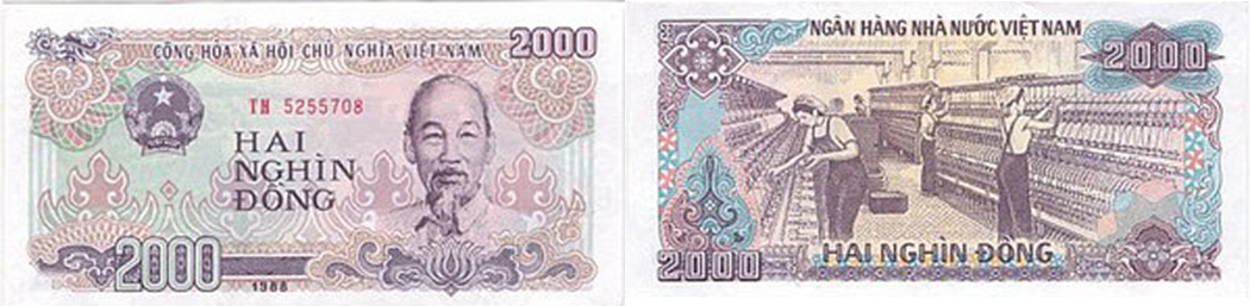 CỘNG HÒA XÃ HỘI CHỦ NGHĨA VIỆT NAM
2000
TH 5255708
HAI
NGHÌN
ĐỒNG
2000
1988
NGÂN HÀNG NHÀ NƯỚC VIỆT NAM
2000
HAI NGHÌN ĐỒNG
2000